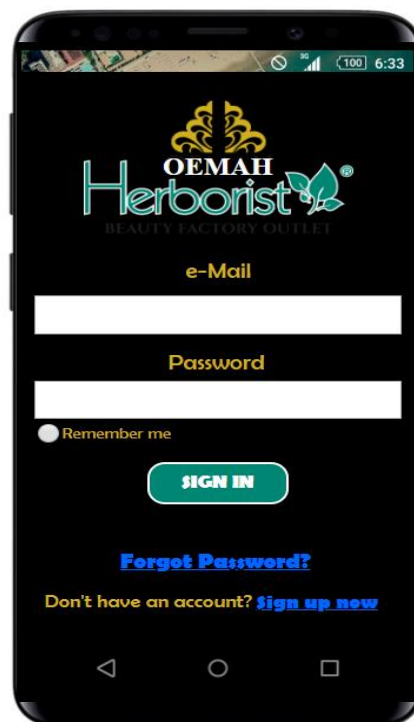 3G 100 6:33
OEMAH
Herborist®
BEAUTY FACTORY OUTLET
e-Mail
Password
Remember me
SIGN IN
Forgot Password?
Don't have an account? Sign up now